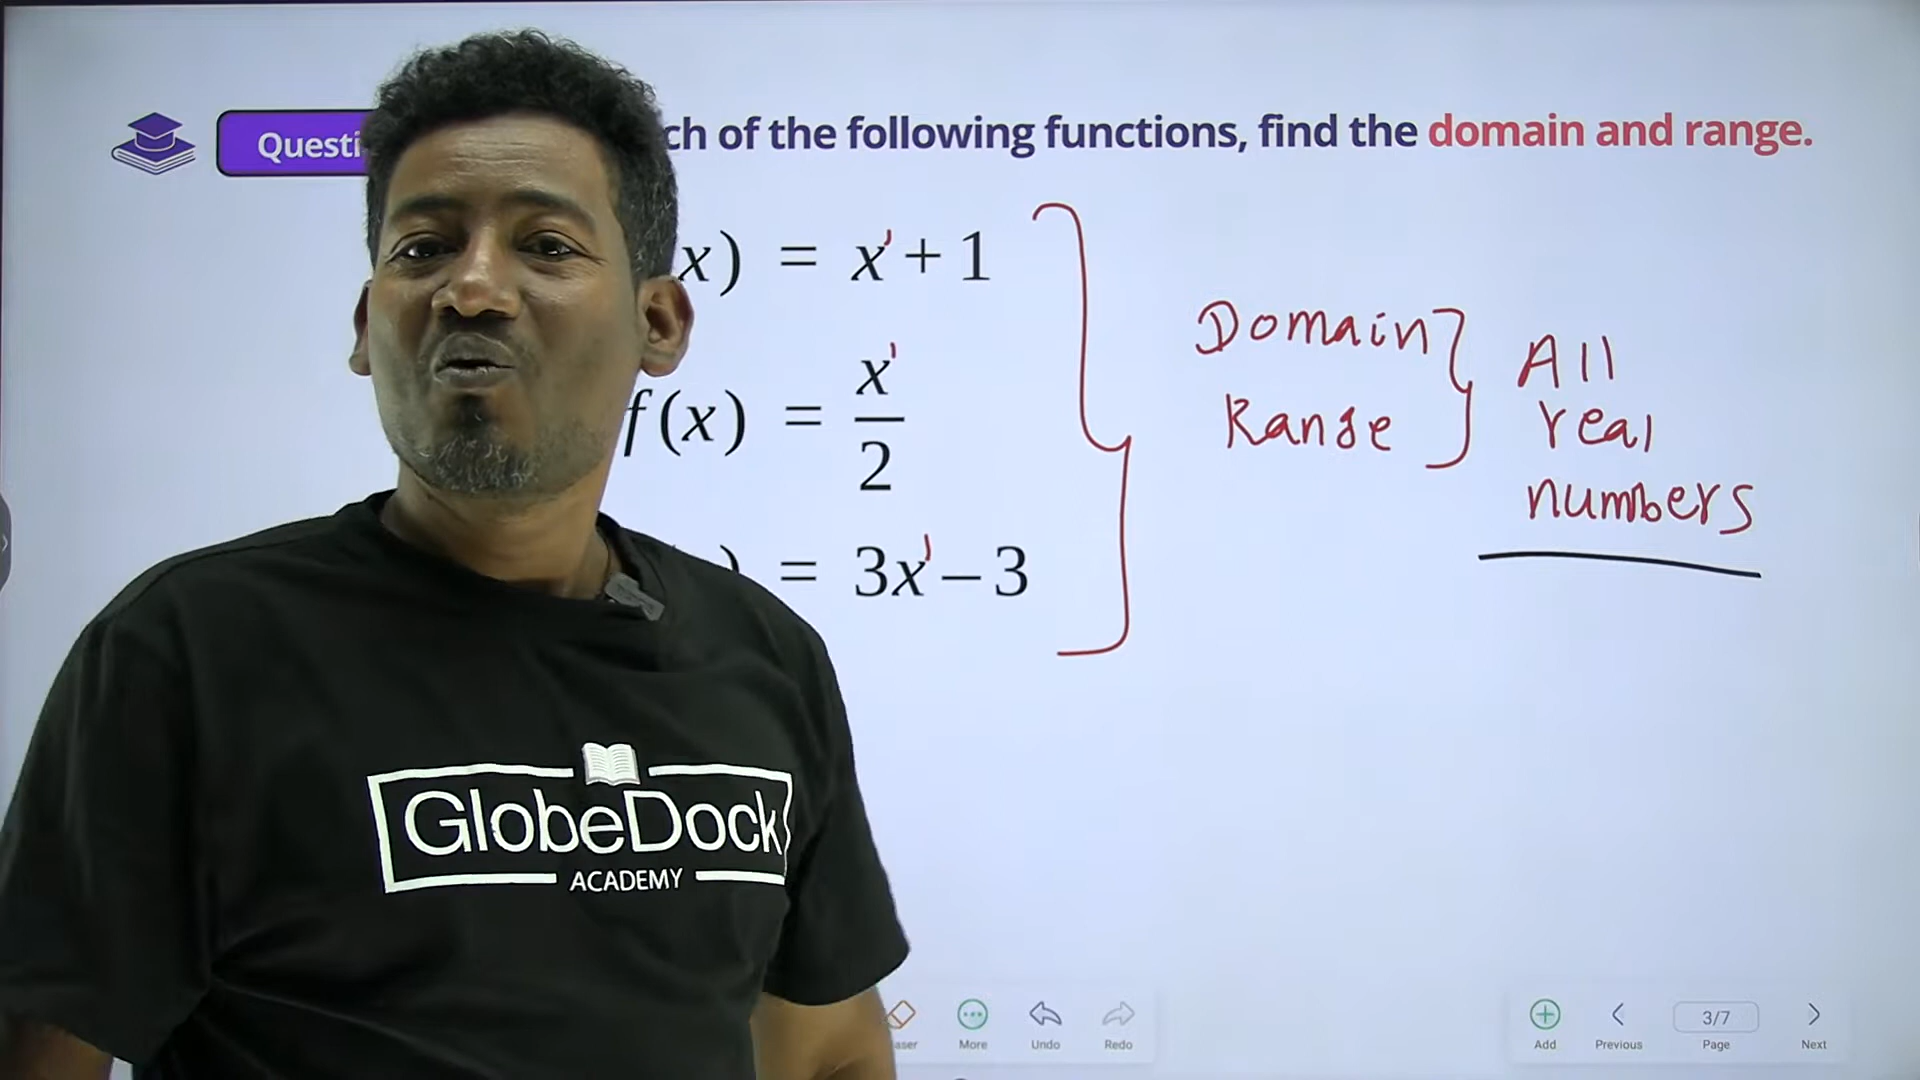 Questi ch of the following functions, find the domain and range.
x) = x' + 1
f(x) = x'/2
) = 3x' – 3
Domain
Range
All
real
numbers
GlobeDock
ACADEMY
aser More Undo Redo
Add Previous 3/7 Page Next